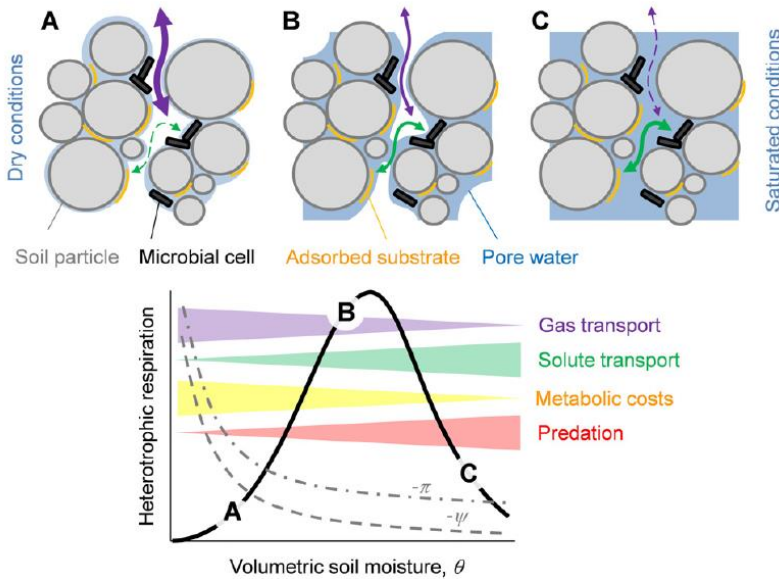 A
B
C
Dry conditions
Saturated conditions
Soil particle
Microbial cell
Adsorbed substrate
Pore water
Heterotrophic respiration
B
A
C
Gas transport
Solute transport
Metabolic costs
Predation
-π
-ψ
Volumetric soil moisture, θ